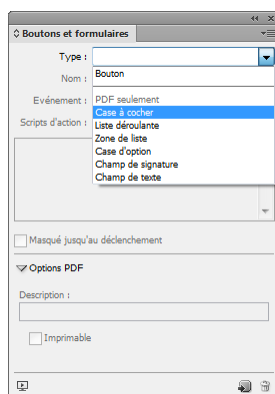 Boutons et formulaires
Type :
Nom :
Bouton
Evénement :
PDF seulement
Case à cocher
Scripts d'action :
Liste déroulante
Zone de liste
Case d'option
Champ de signature
Champ de texte
Masqué jusqu'au déclenchement
Options PDF
Description :
Imprimable